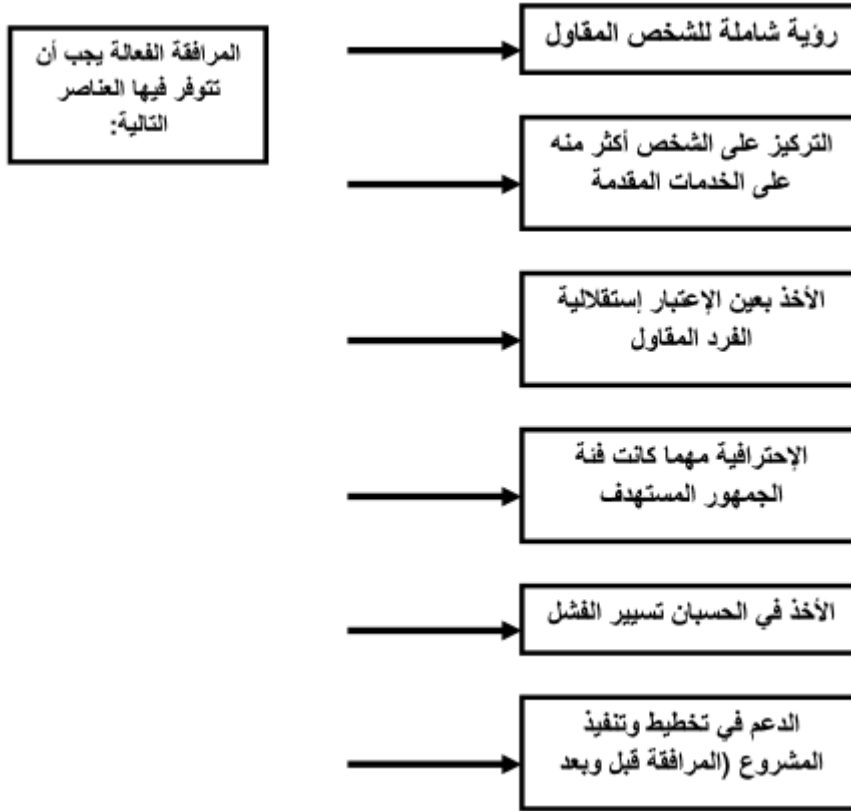 المرافقة الفعالة يجب أن
تتوفر فيها العناصر
التالية:
رؤية شاملة للشخص المقاول
التركيز على الشخص أكثر منه
على الخدمات المقدمة
الأخذ بعين الإعتبار إستقلالية
الفرد المقاول
الإحترافية مهما كانت فئة
الجمهور المستهدف
الأخذ في الحسبان تسيير الفشل
الدعم في تخطيط وتنفيذ
المشروع (المرافقة قبل وبعد